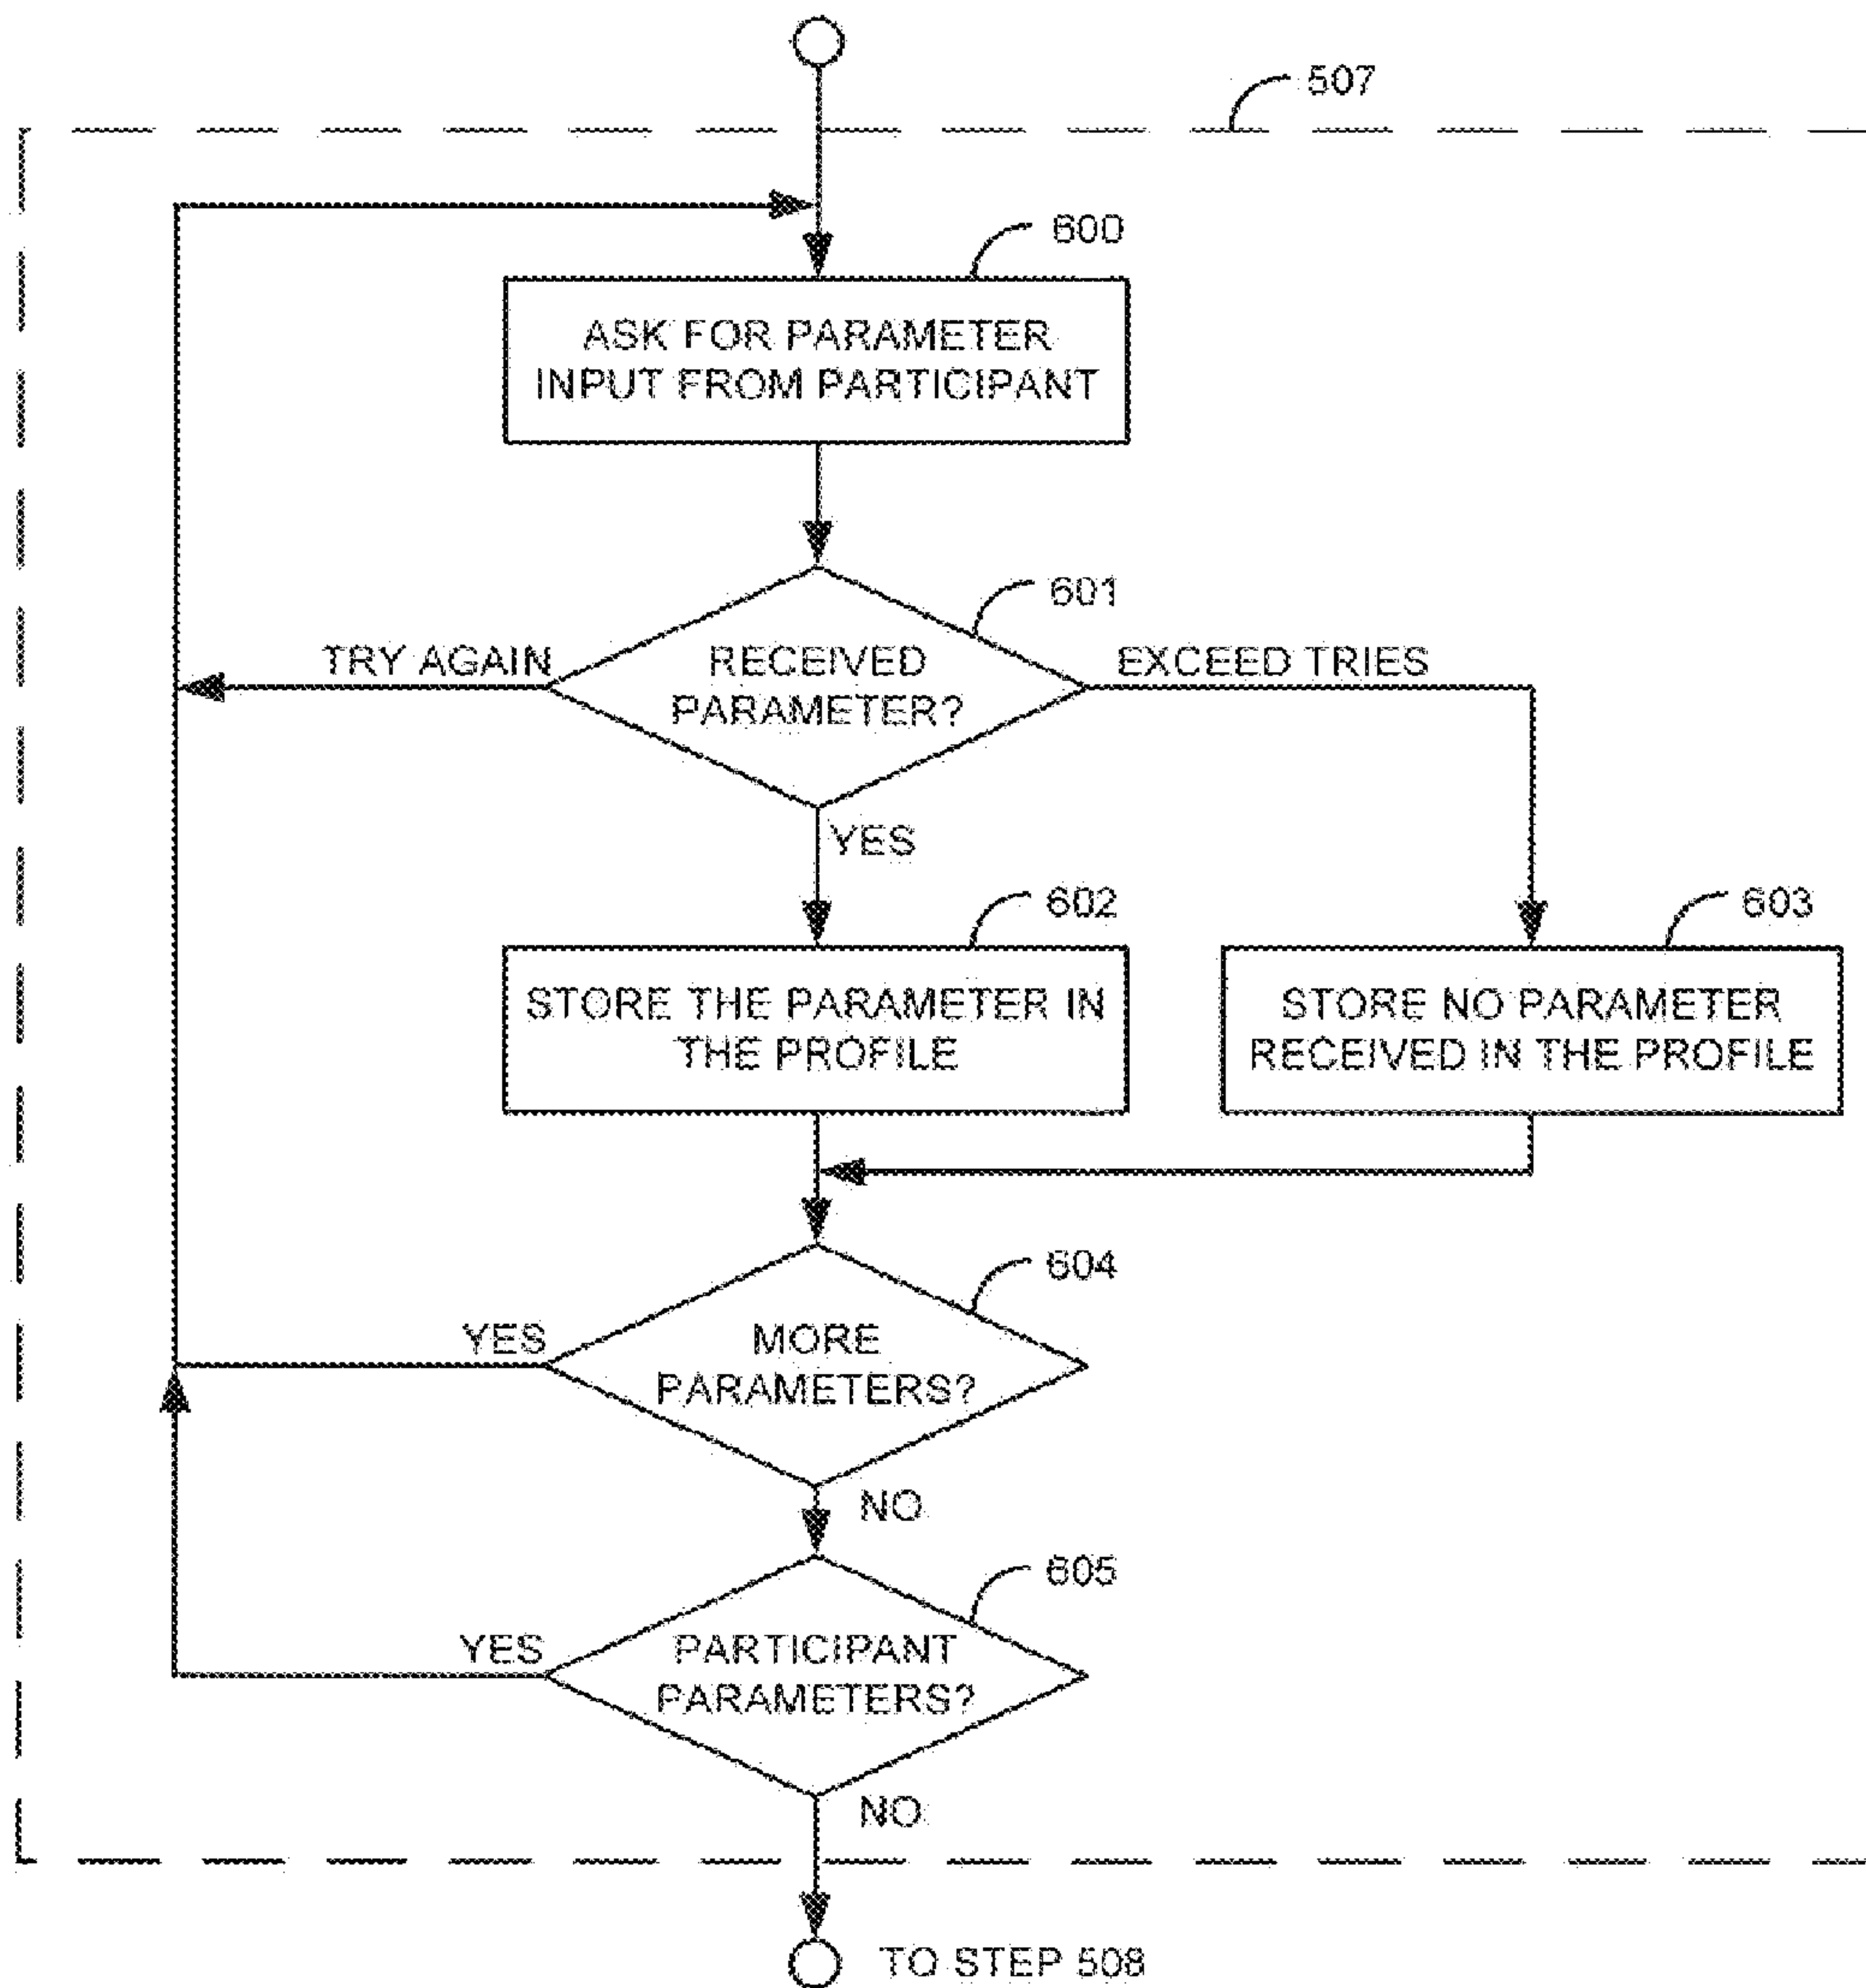 507
600
ASK FOR PARAMETER
INPUT FROM PARTICIPANT
601
TRY AGAIN
RECEIVED
PARAMETER?
EXCEED TRIES
YES
602
603
STORE THE PARAMETER IN
THE PROFILE
STORE NO PARAMETER
RECEIVED IN THE PROFILE
604
YES
MORE
PARAMETERS?
NO
605
YES
PARTICIPANT
PARAMETERS?
NO
TO STEP 508